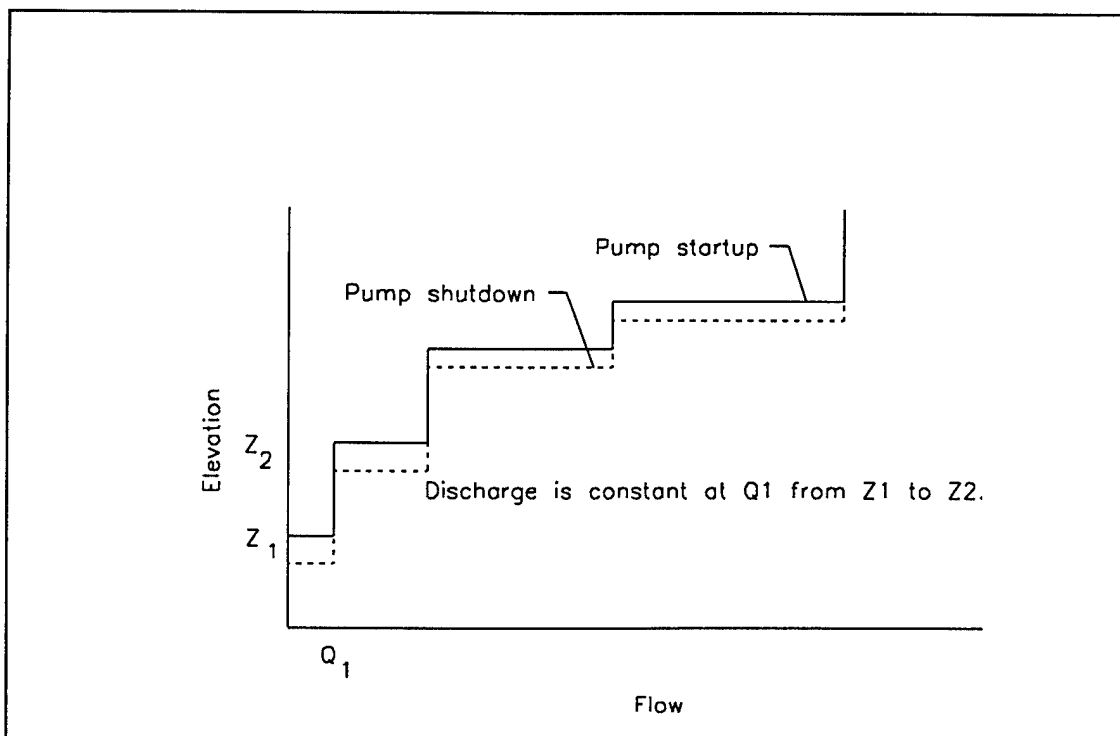 Pump startup
Pump shutdown
Elevation
Z2
Discharge is constant at Q1 from Z1 to Z2.
Z1
Q1
Flow